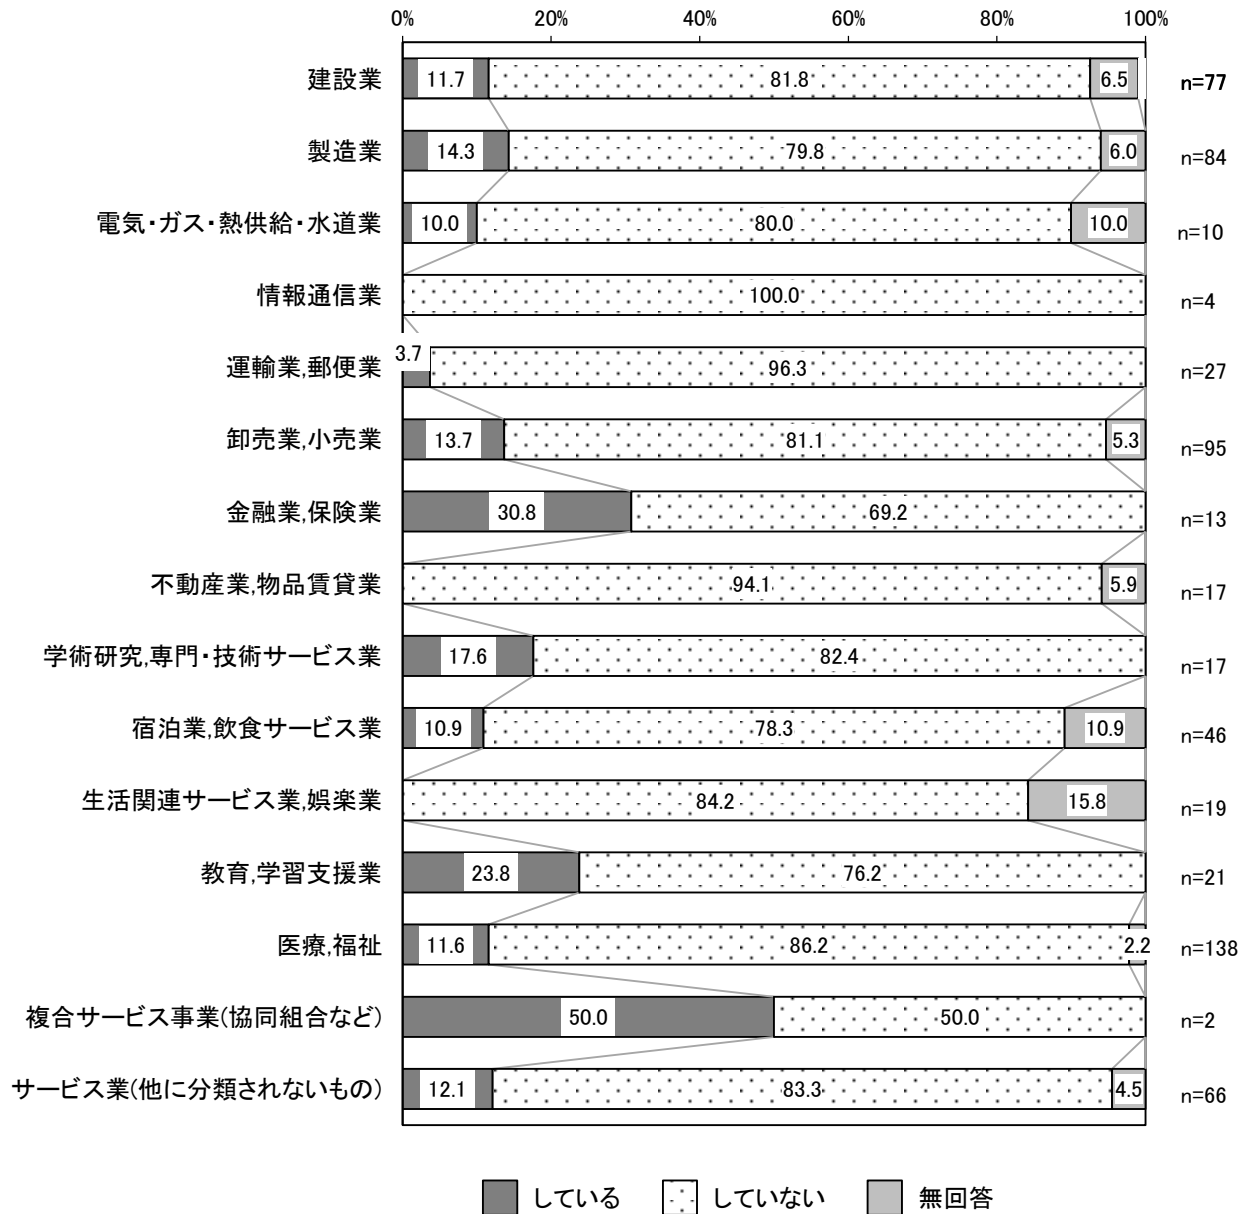 0% 20% 40% 60% 80% 100%
建設業 11.7 81.8 6.5 n=77
製造業 14.3 79.8 6.0 n=84
電気・ガス・熱供給・水道業 10.0 80.0 10.0 n=10
情報通信業 100.0 n=4
運輸業,郵便業 3.7 96.3 n=27
卸売業,小売業 13.7 81.1 5.3 n=95
金融業,保険業 30.8 69.2 n=13
不動産業,物品賃貸業 94.1 5.9 n=17
学術研究,専門・技術サービス業 17.6 82.4 n=17
宿泊業,飲食サービス業 10.9 78.3 10.9 n=46
生活関連サービス業,娯楽業 84.2 15.8 n=19
教育,学習支援業 23.8 76.2 n=21
医療,福祉 11.6 86.2 2.2 n=138
複合サービス事業(協同組合など) 50.0 50.0 n=2
サービス業(他に分類されないもの) 12.1 83.3 4.5 n=66
している していない 無回答